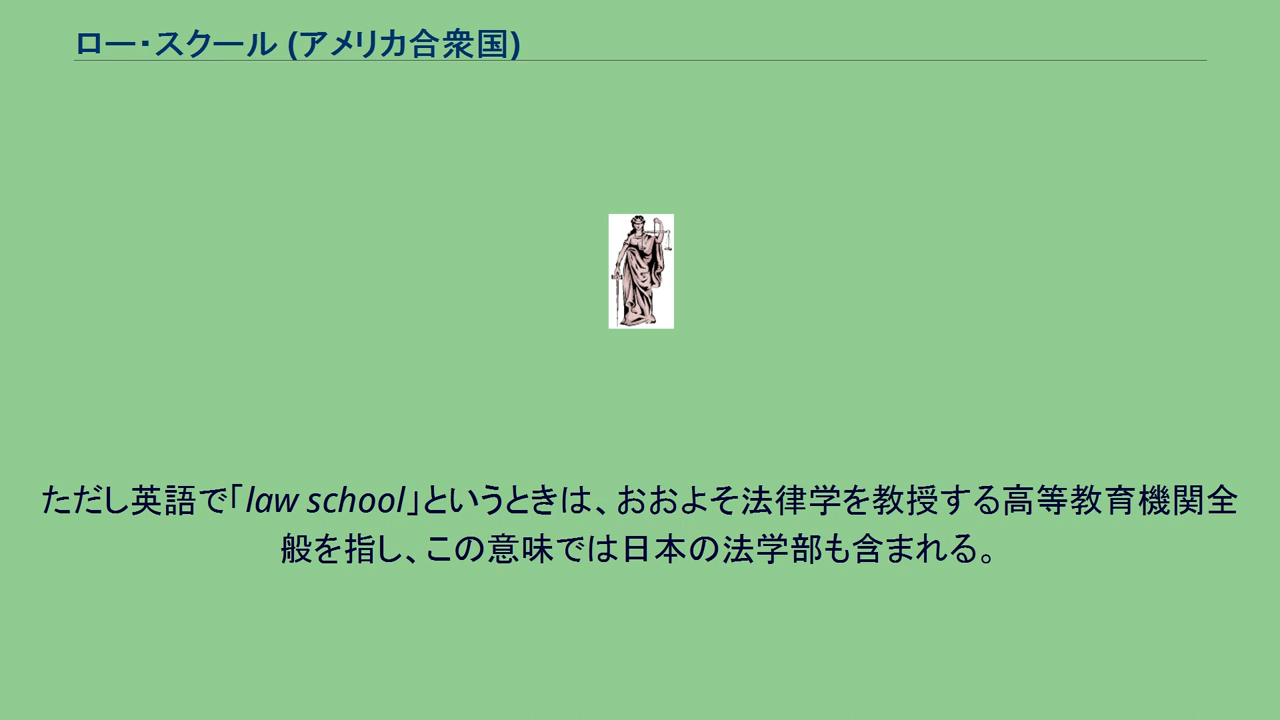 ロー・スクール (アメリカ合衆国)
ただし英語で「law school」というときは、おおよそ法律学を教授する高等教育機関全
般を指し、この意味では日本の法学部も含まれる。